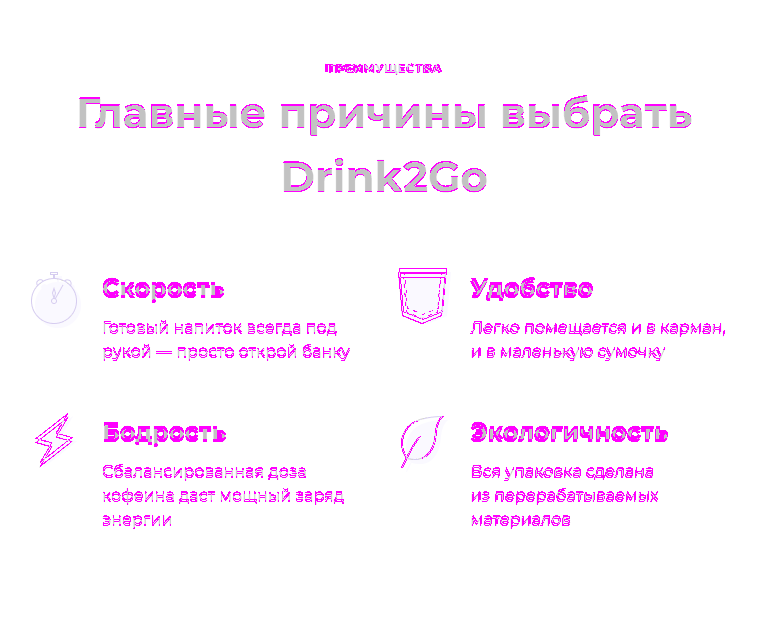 ПРЕИМУЩЕСТВА
Главные причины выбрать
Drink2Go
Скорость
Готовый напиток всегда под
рукой — просто открой банку
Удобство
Легко помещается и в карман,
и в маленькую сумочку
Бодрость
Сбалансированная доза
кофеина даст мощный заряд
энергии
Экологичность
Вся упаковка сделана
из перерабатываемых
материалов